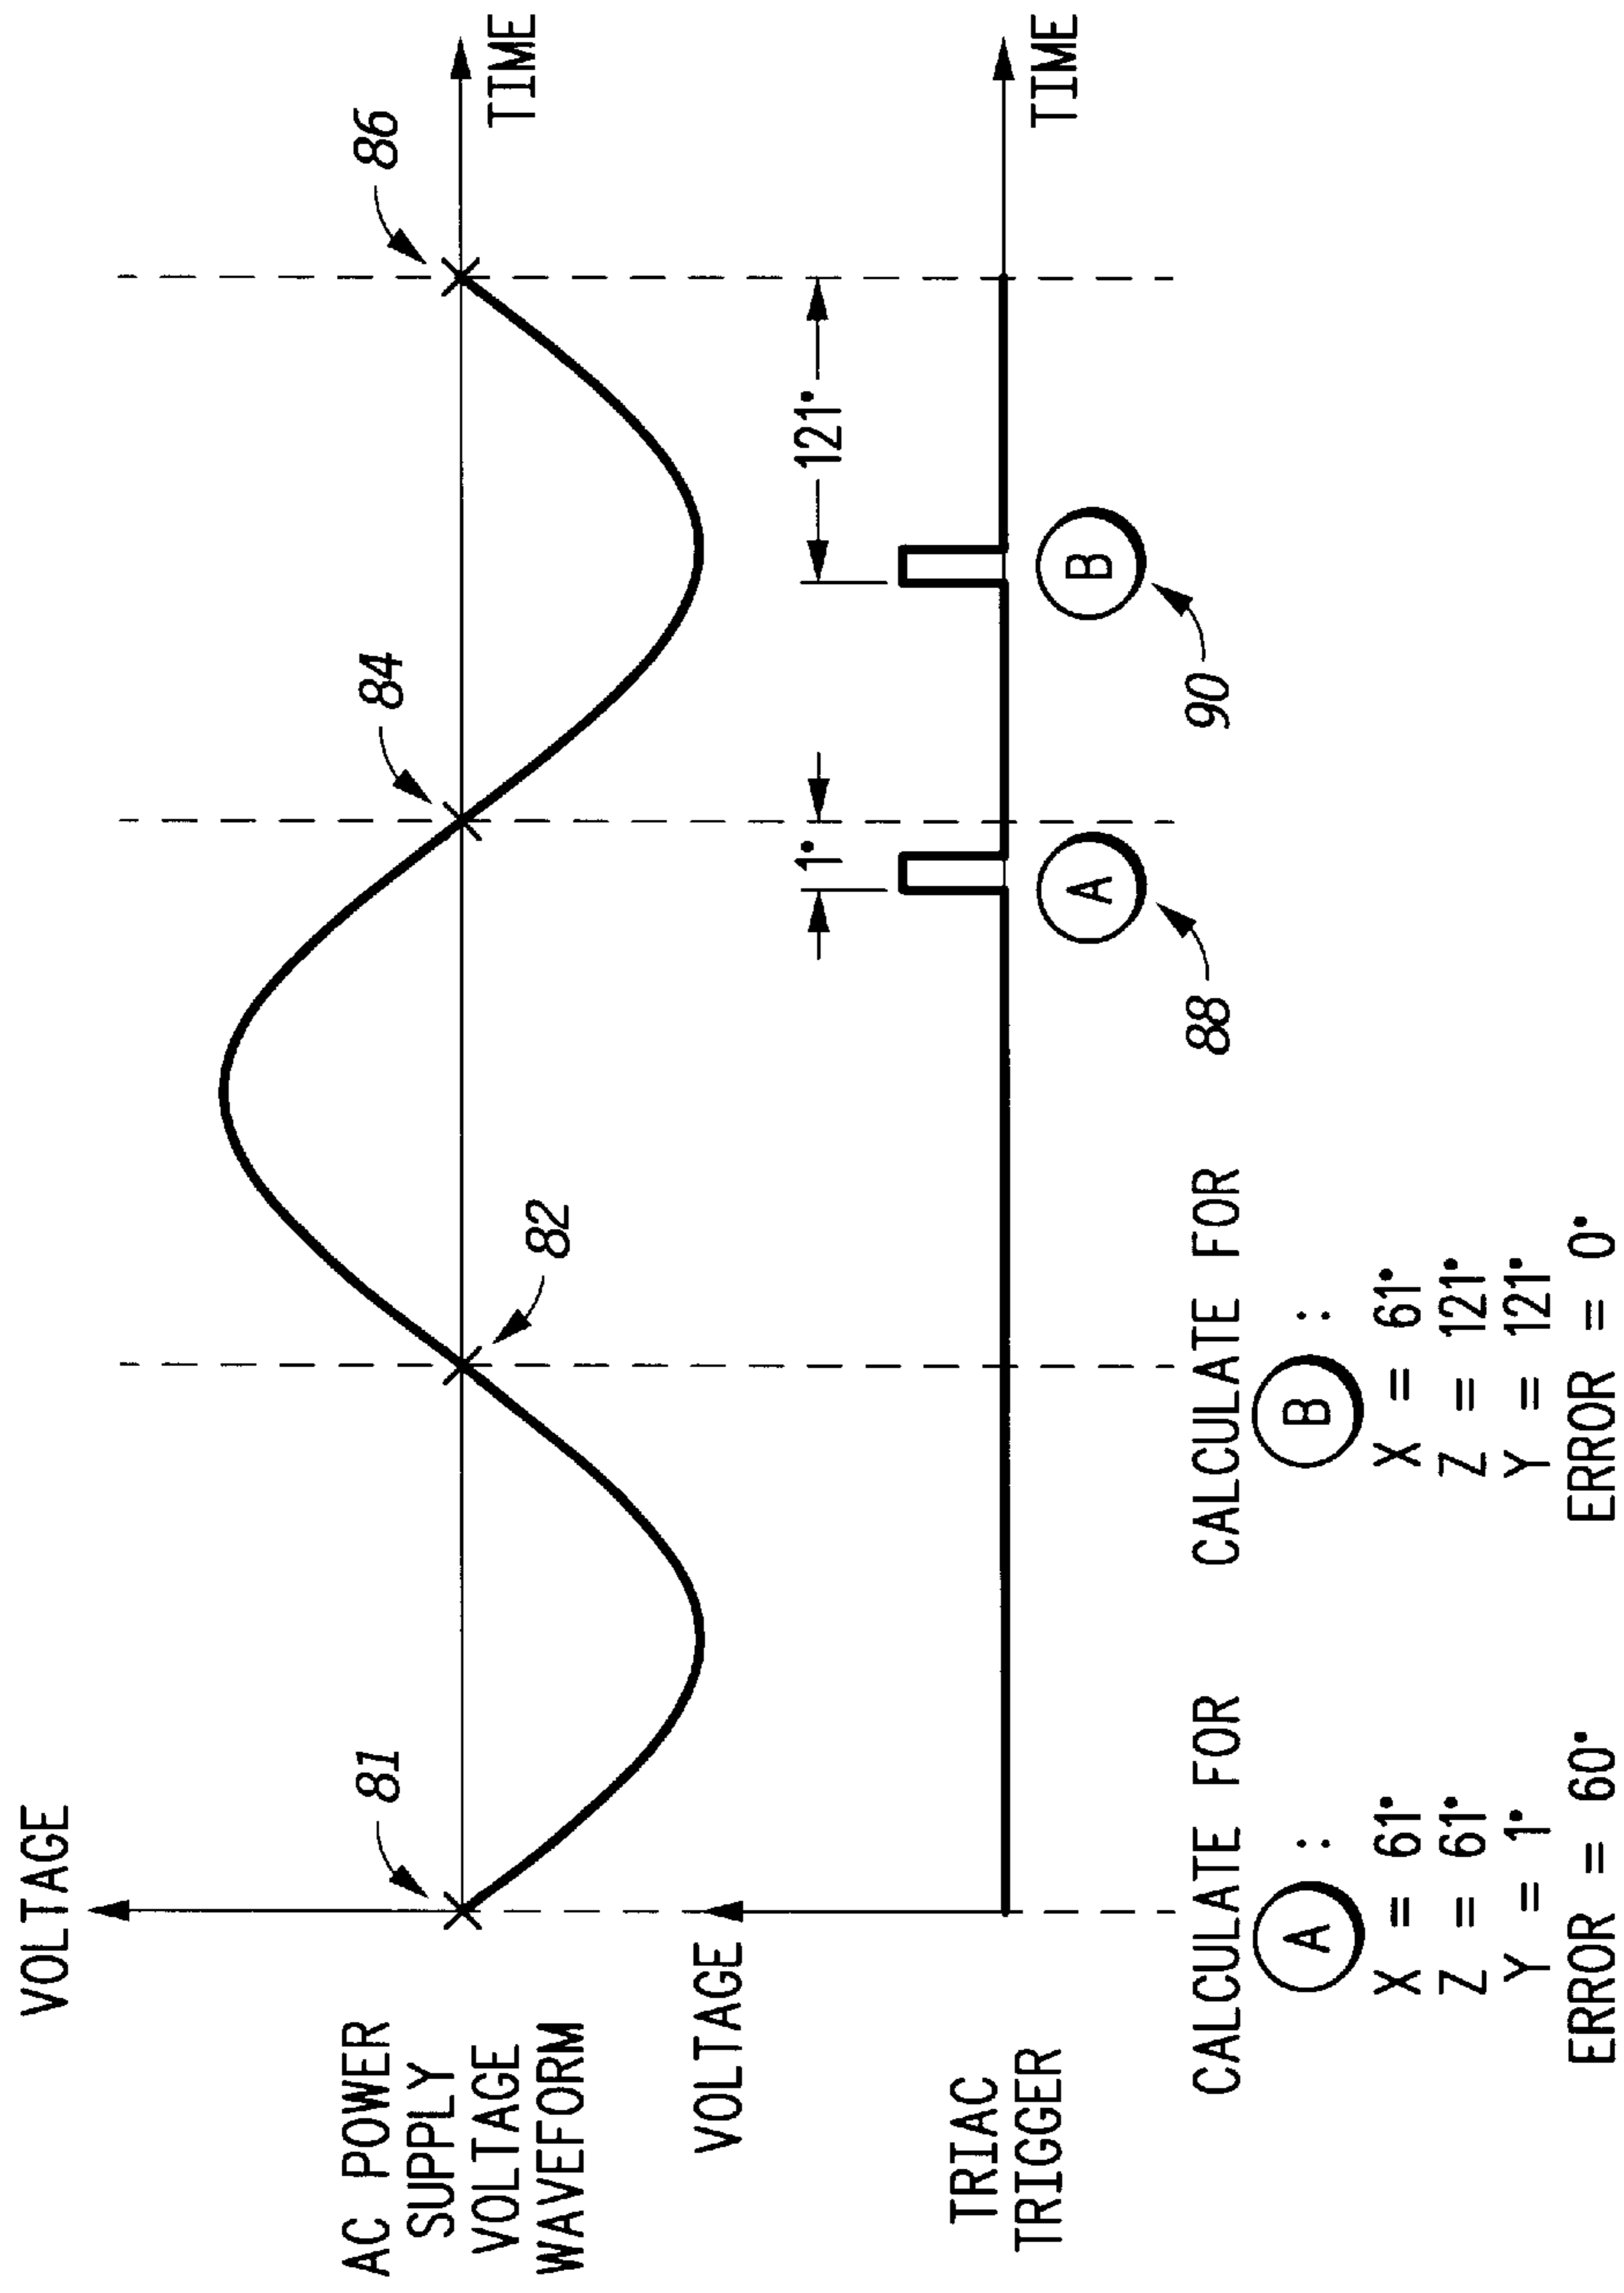 VOLTAGE
AC POWER
SUPPLY
VOLTAGE
WAVEFORM
81
82
84
86
TIME
VOLTAGE
1°
121°
TRIAC
TRIGGER
TIME
A
B
88
90
CALCULATE FOR
A :
X = 61°
Z = 61°
Y = 1°
ERROR = 60°
CALCULATE FOR
B :
X = 61°
Z = 121°
Y = 121°
ERROR = 0°